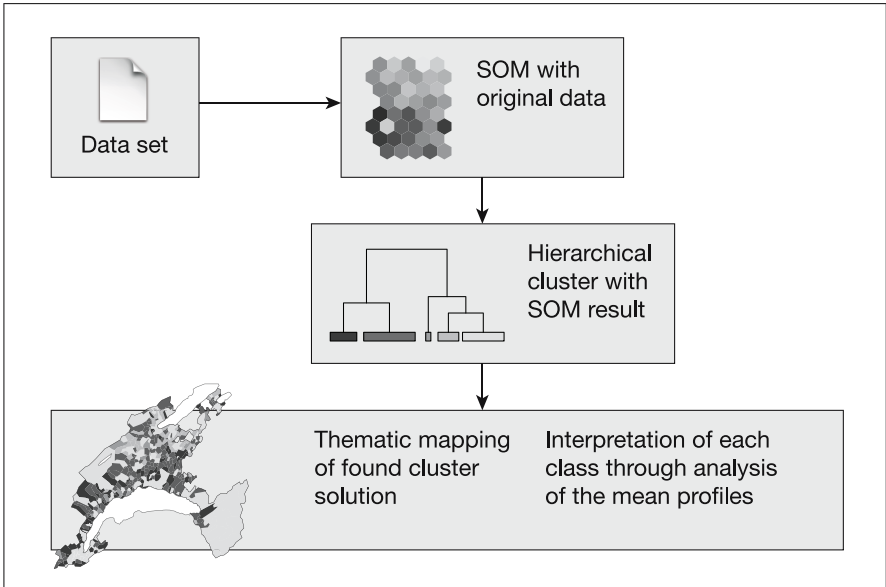 Data set
SOM with
original data
Hierarchical
cluster with
SOM result
Thematic mapping
of found cluster
solution
Interpretation of each
class through analysis
of the mean profiles